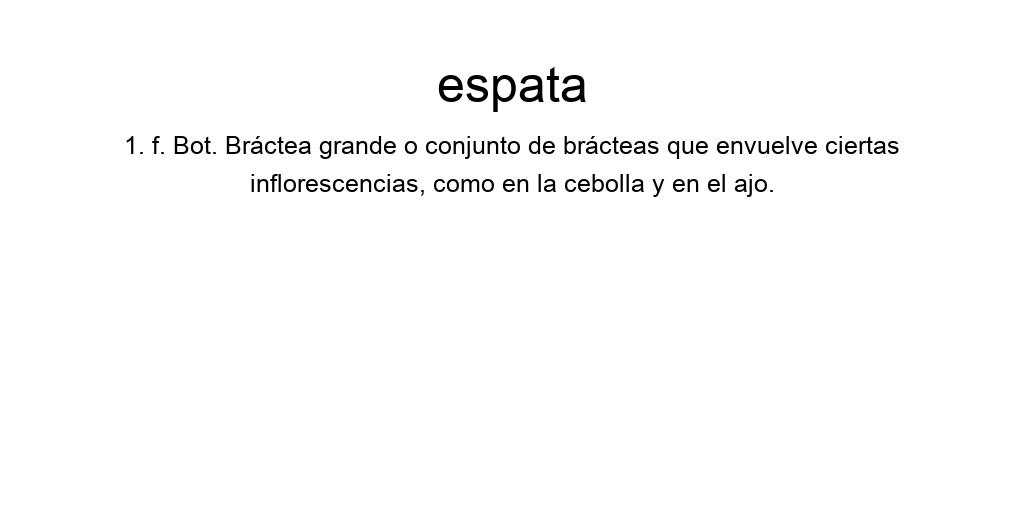 espata
1. f. Bot. Bráctea grande o conjunto de brácteas que envuelve ciertas
inflorescencias, como en la cebolla y en el ajo.